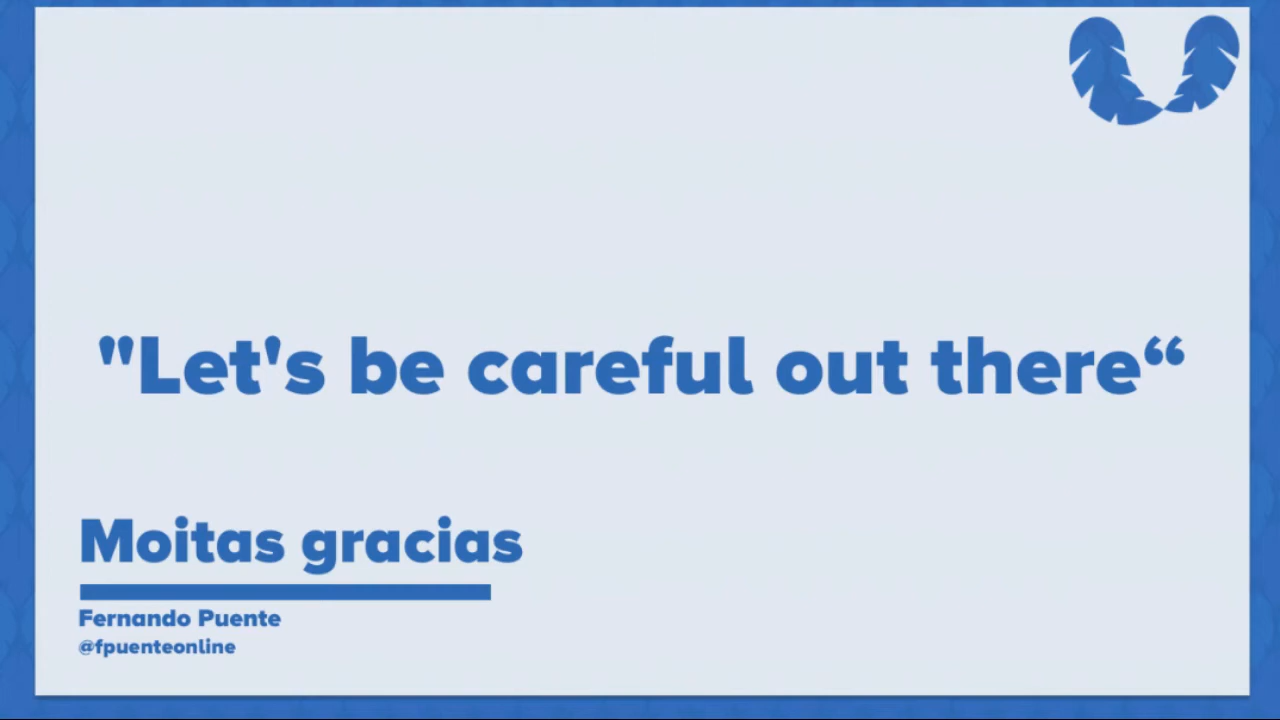 "Let's be careful out there“
Moitas gracias
Fernando Puente
@fpuenteonline